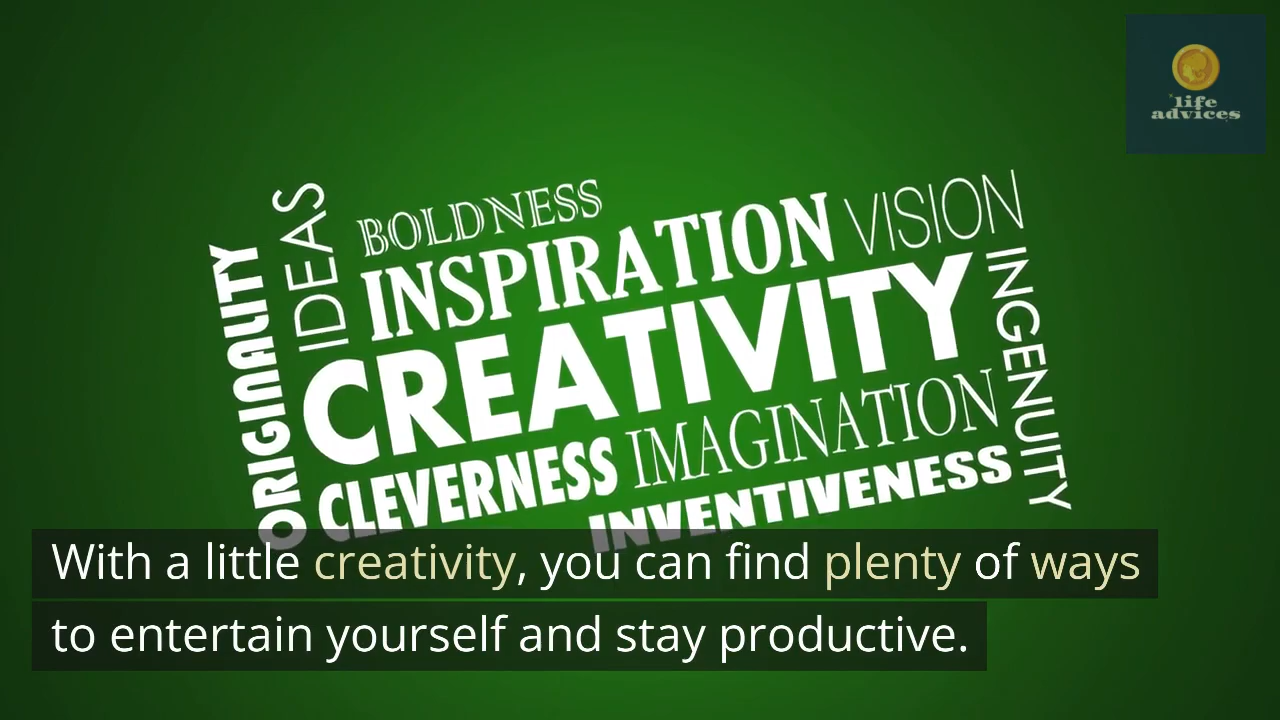 life
advices
IDEAS
BOLDNESS
ORIGINALITY
INSPIRATION
VISION
CREATIVITY
INGENUITY
CLEVERNESS
IMAGINATION
INVENTIVENESS
With a little creativity, you can find plenty of ways
to entertain yourself and stay productive.